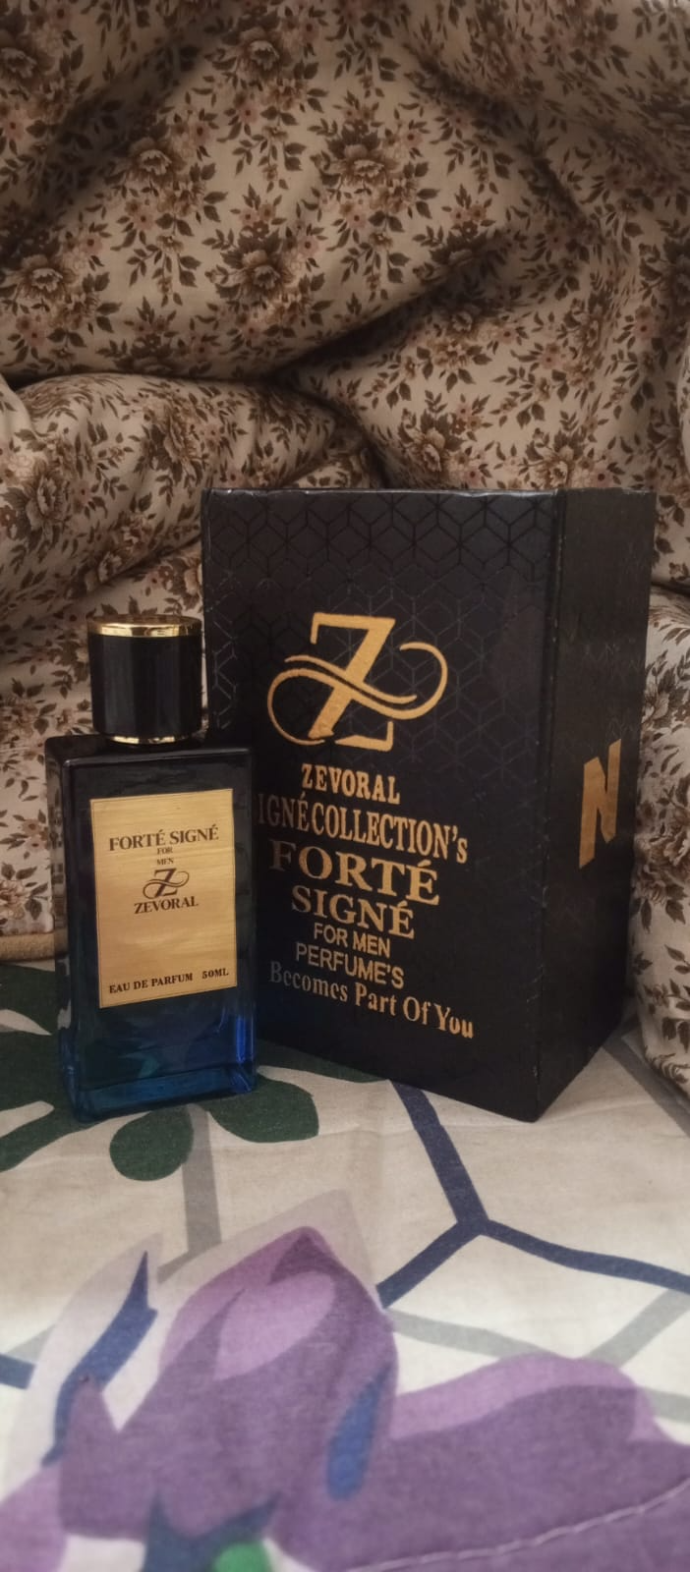 FORTÉ SIGNÉ
FOR
MEN
Z
ZEVORAL
EAU DE PARFUM 50ML
Z
ZEVORAL
IGNÉ COLLECTION's
FORTÉ
SIGNÉ
FOR MEN
PERFUME'S
Becomes Part Of You
N